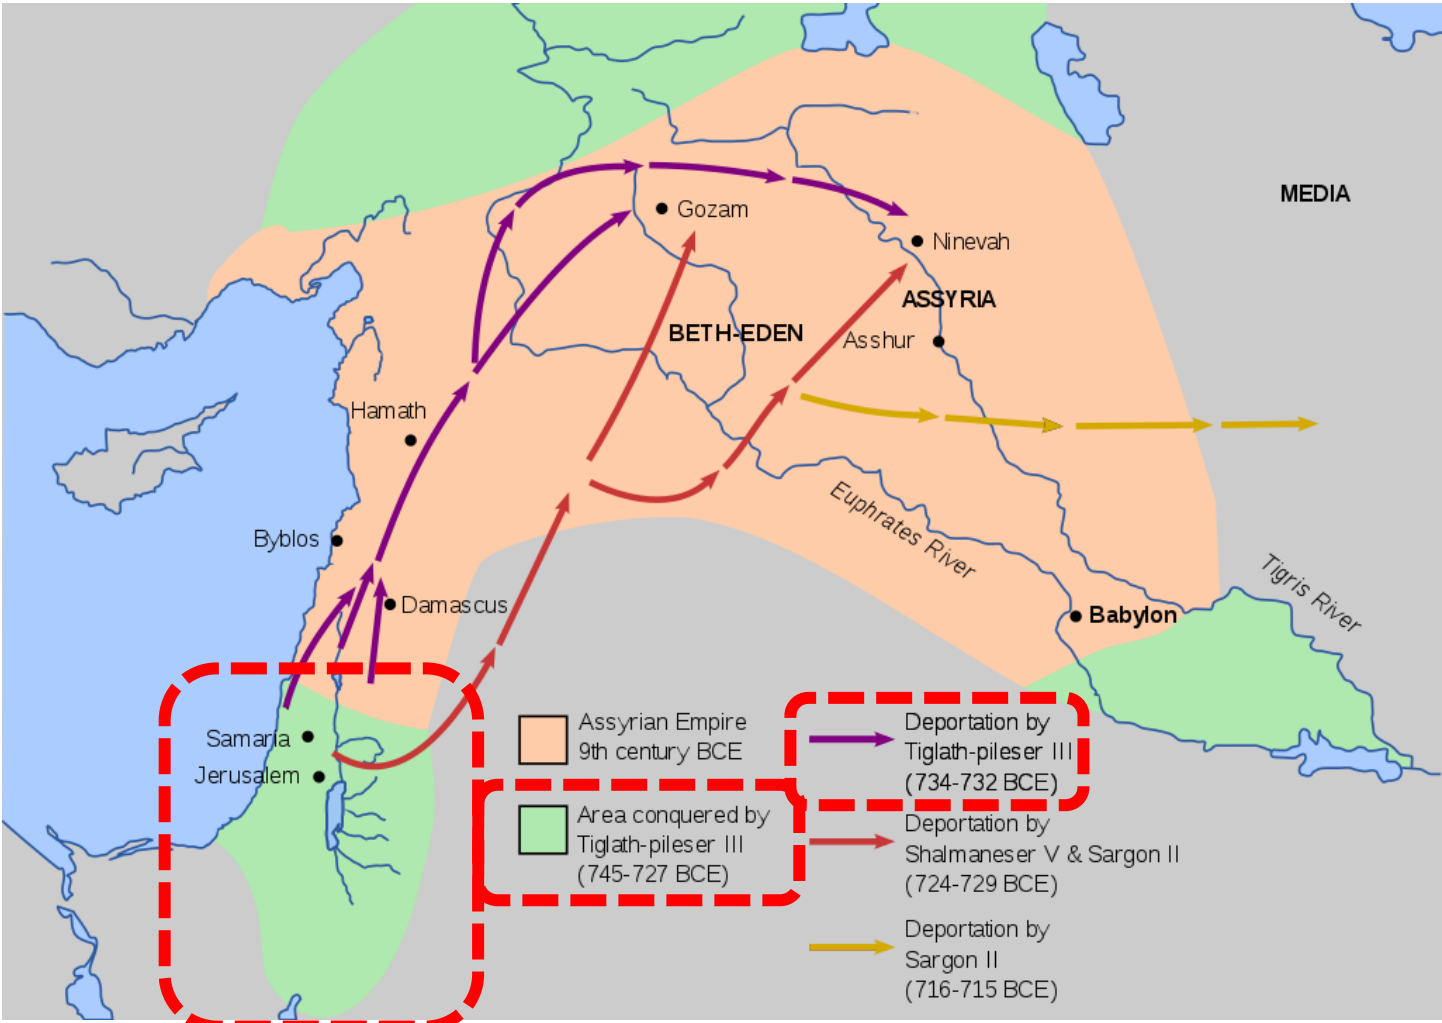 MEDIA
Gozam
Ninevah
ASSYRIA
BETH-EDEN
Asshur
Hamath
Euphrates River
Byblos
Tigris River
Damascus
Babylon
Samaria
Jerusalem
Assyrian Empire
9th century BCE
Area conquered by
Tiglath-pileser III
(745-727 BCE)
Deportation by
Tiglath-pileser III
(734-732 BCE)
Deportation by
Shalmaneser V & Sargon II
(724-729 BCE)
Deportation by
Sargon II
(716-715 BCE)